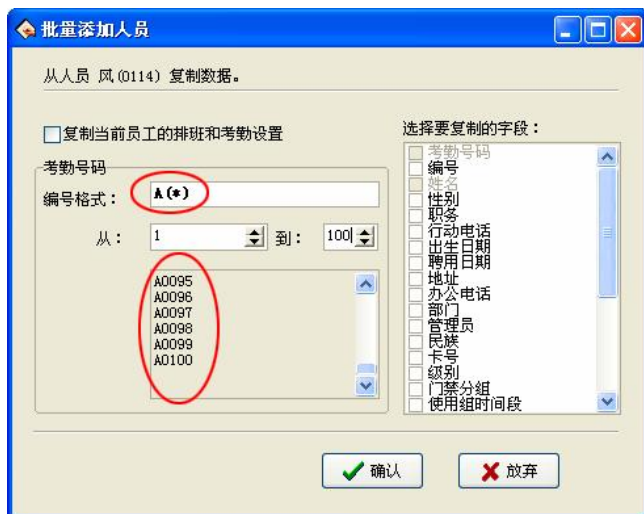 批量添加人员
从人员 风(0114) 复制数据。
复制当前员工的排班和考勤设置
考勤号码
编号格式：
A(*)
从：
1
到：
100
A0095
A0096
A0097
A0098
A0099
A0100
选择要复制的字段：
考勤号码
编号
姓名
性别
职务
行动电话
出生日期
聘用日期
地址
办公电话
部门
管理员
民族
卡号
级别
门禁分组
使用组时间段
确认
放弃